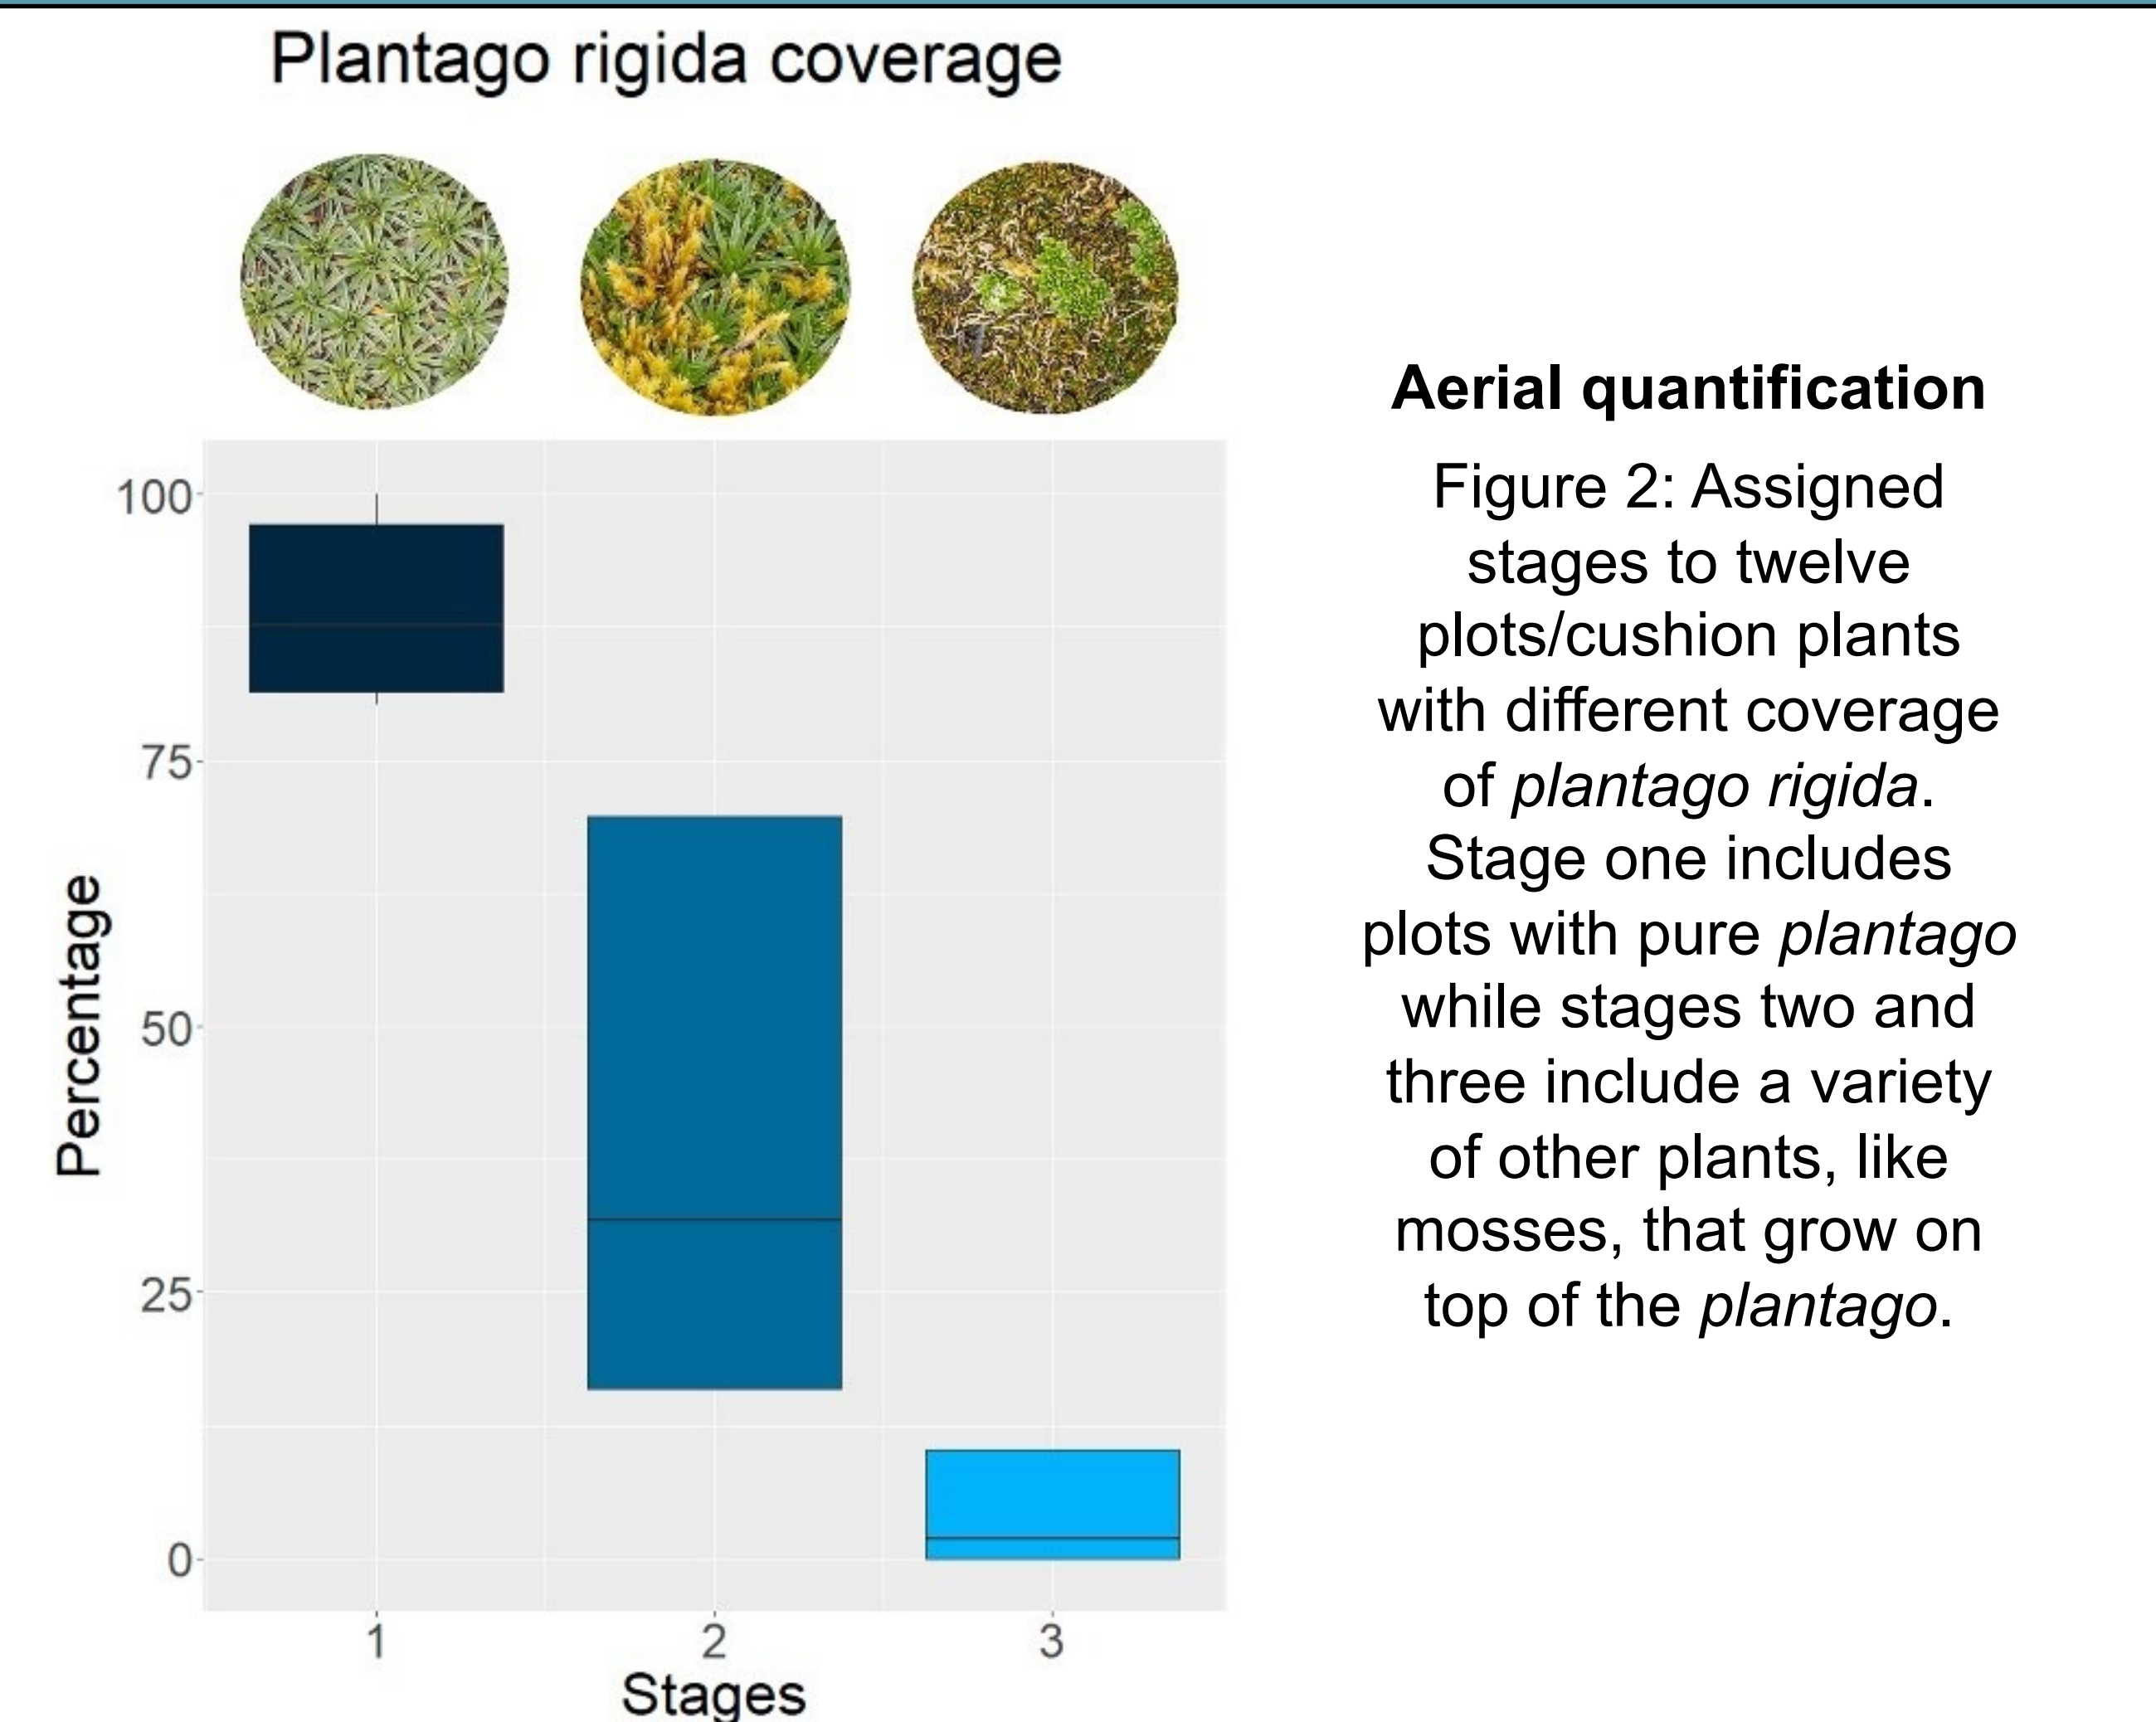 Plantago rigida coverage
100
75
50
25
0
Percentage
1
2
3
Stages
Aerial quantification
Figure 2: Assigned
stages to twelve
plots/cushion plants
with different coverage
of plantago rigida.
Stage one includes
plots with pure plantago
while stages two and
three include a variety
of other plants, like
mosses, that grow on
top of the plantago.